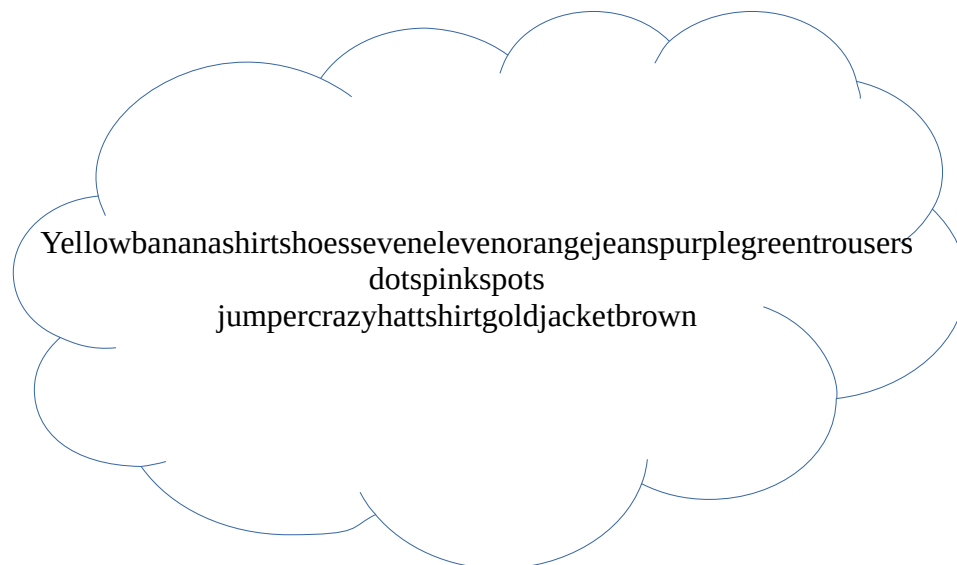 Yellowbananashirtshoessevenelevenorangejeanspurplegreentrousers
dotspinkspots
jumpercrazyhattshirtgoldjacketbrown